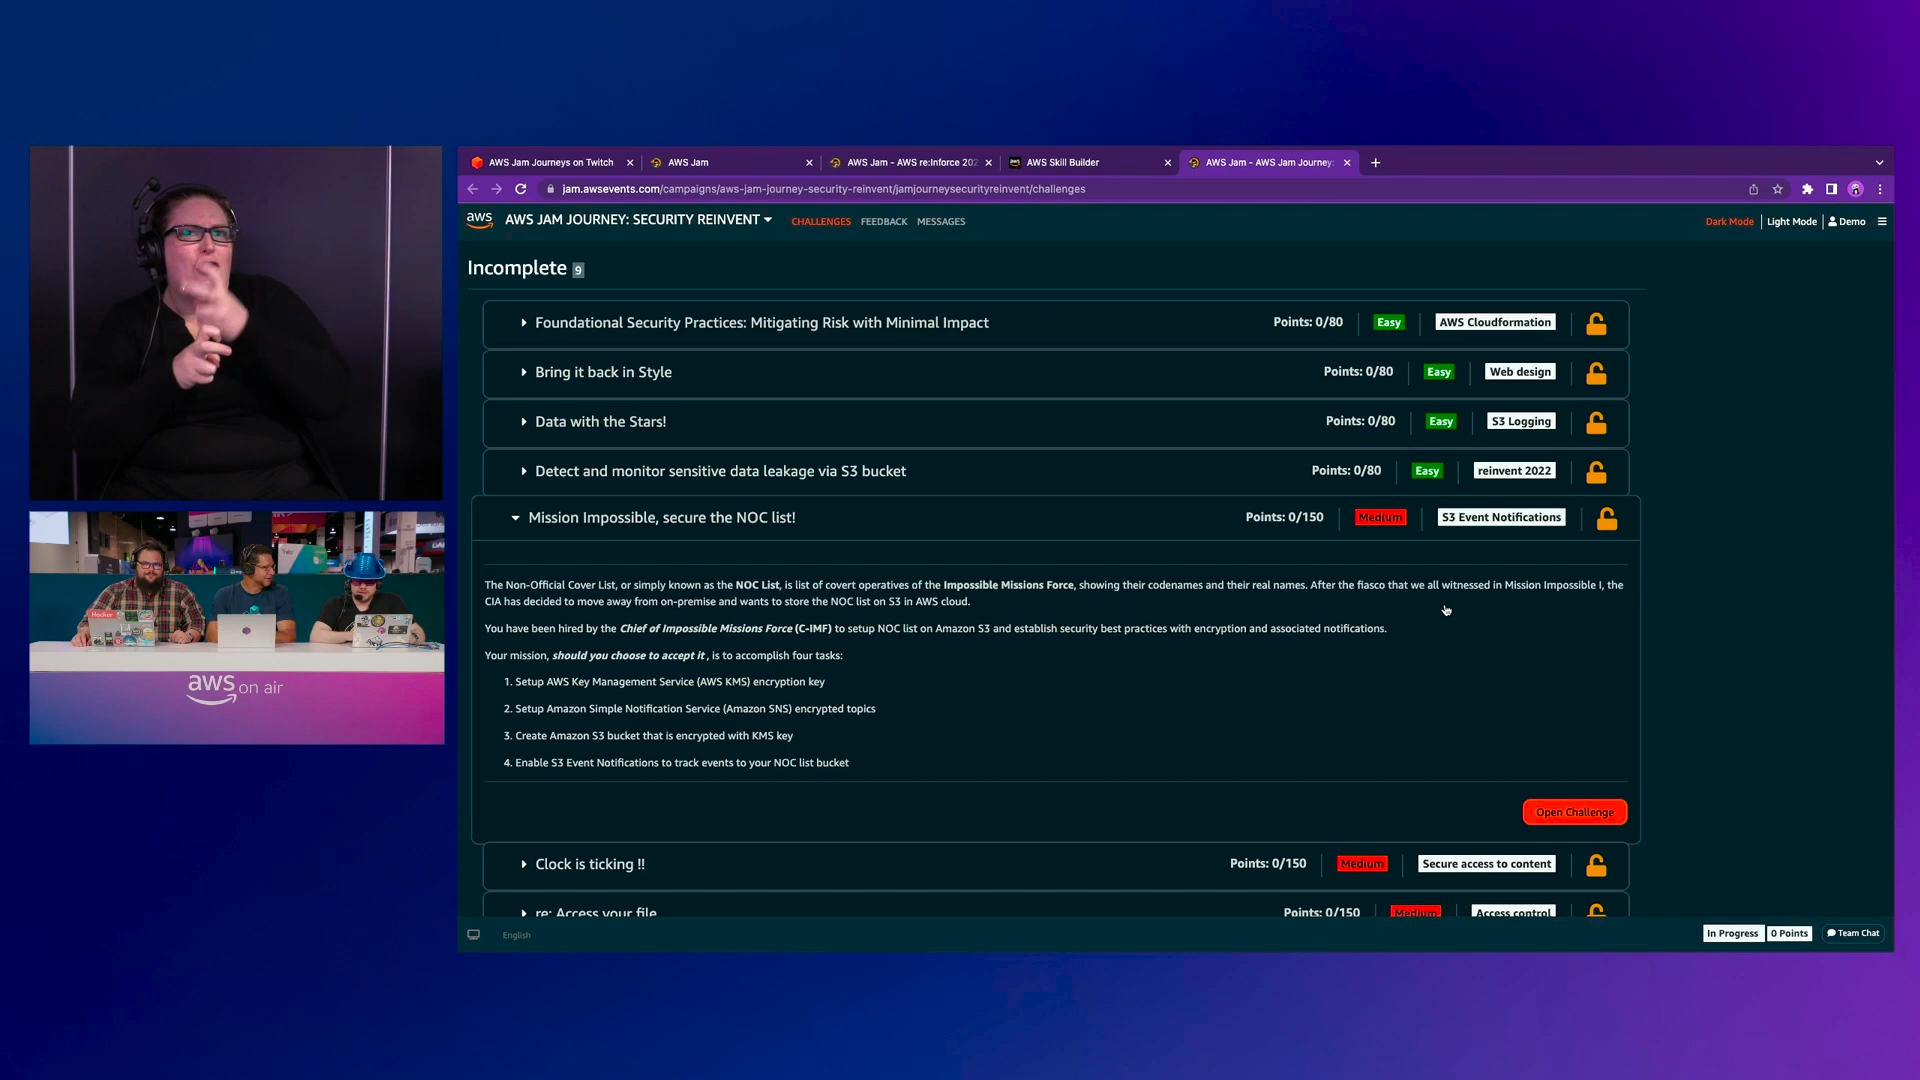 AWS Jam Journeys on Twitch
AWS Jam
AWS Jam - AWS re:Inforce 202
AWS Skill Builder
AWS Jam - AWS Jam Journey:
jam.awsevents.com/campaigns/aws-jam-journey-security-reinvent/jamjourneysecurityreinvent/challenges
aws
AWS JAM JOURNEY: SECURITY REINVENT
CHALLENGES
FEEDBACK
MESSAGES
Dark Mode
Light Mode
Demo
Incomplete 9
Foundational Security Practices: Mitigating Risk with Minimal Impact
Points: 0/80
Easy
AWS Cloudformation
Bring it back in Style
Points: 0/80
Easy
Web design
Data with the Stars!
Points: 0/80
Easy
S3 Logging
Detect and monitor sensitive data leakage via S3 bucket
Points: 0/80
Easy
reinvent 2022
Mission Impossible, secure the NOC list!
Points: 0/150
Medium
S3 Event Notifications
The Non-Official Cover List, or simply known as the NOC List, is list of covert operatives of the Impossible Missions Force, showing their codenames and their real names. After the fiasco that we all witnessed in Mission Impossible I, the
CIA has decided to move away from on-premise and wants to store the NOC list on S3 in AWS cloud.
You have been hired by the Chief of Impossible Missions Force (C-IMF) to setup NOC list on Amazon S3 and establish security best practices with encryption and associated notifications.
Your mission, should you choose to accept it , is to accomplish four tasks:
1. Setup AWS Key Management Service (AWS KMS) encryption key
2. Setup Amazon Simple Notification Service (Amazon SNS) encrypted topics
3. Create Amazon S3 bucket that is encrypted with KMS key
4. Enable S3 Event Notifications to track events to your NOC list bucket
Open Challenge
Clock is ticking !!
Points: 0/150
Medium
Secure access to content
re: Access your file
Points: 0/150
Medium
Access control
English
In Progress
0 Points
Team Chat
Hacker
aws on air